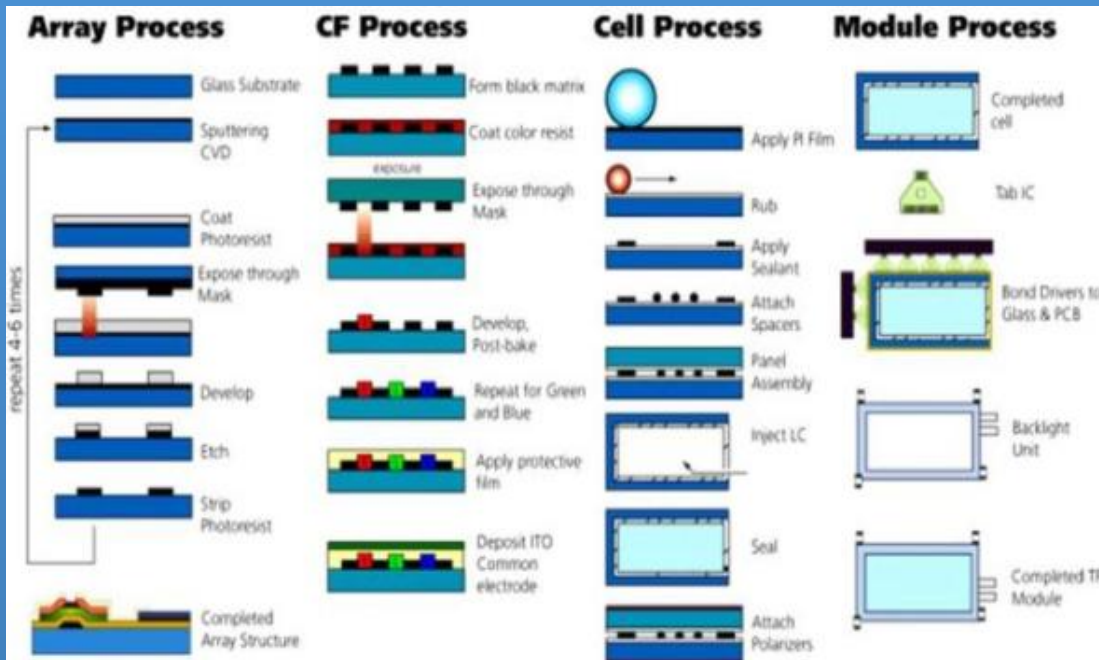 Array Process
Glass Substrate
Sputtering
CVD
Coat
Photoresist
Expose through
Mask
Develop
Etch
Strip
Photoresist
repeat 4-6 times
Completed
Array Structure
CF Process
Form black matrix
Coat color resist
exposure
Expose through
Mask
Develop,
Post-bake
Repeat for Green
and Blue
Apply protective
film
Deposit ITO
Common
electrode
Cell Process
Apply PI Film
Rub
Apply
Sealant
Attach
Spacers
Panel
Assembly
Inject LC
Seal
Attach
Polarizers
Module Process
Completed
cell
Tab IC
Bond Drivers to
Glass & PCB
Backlight
Unit
Completed
Module